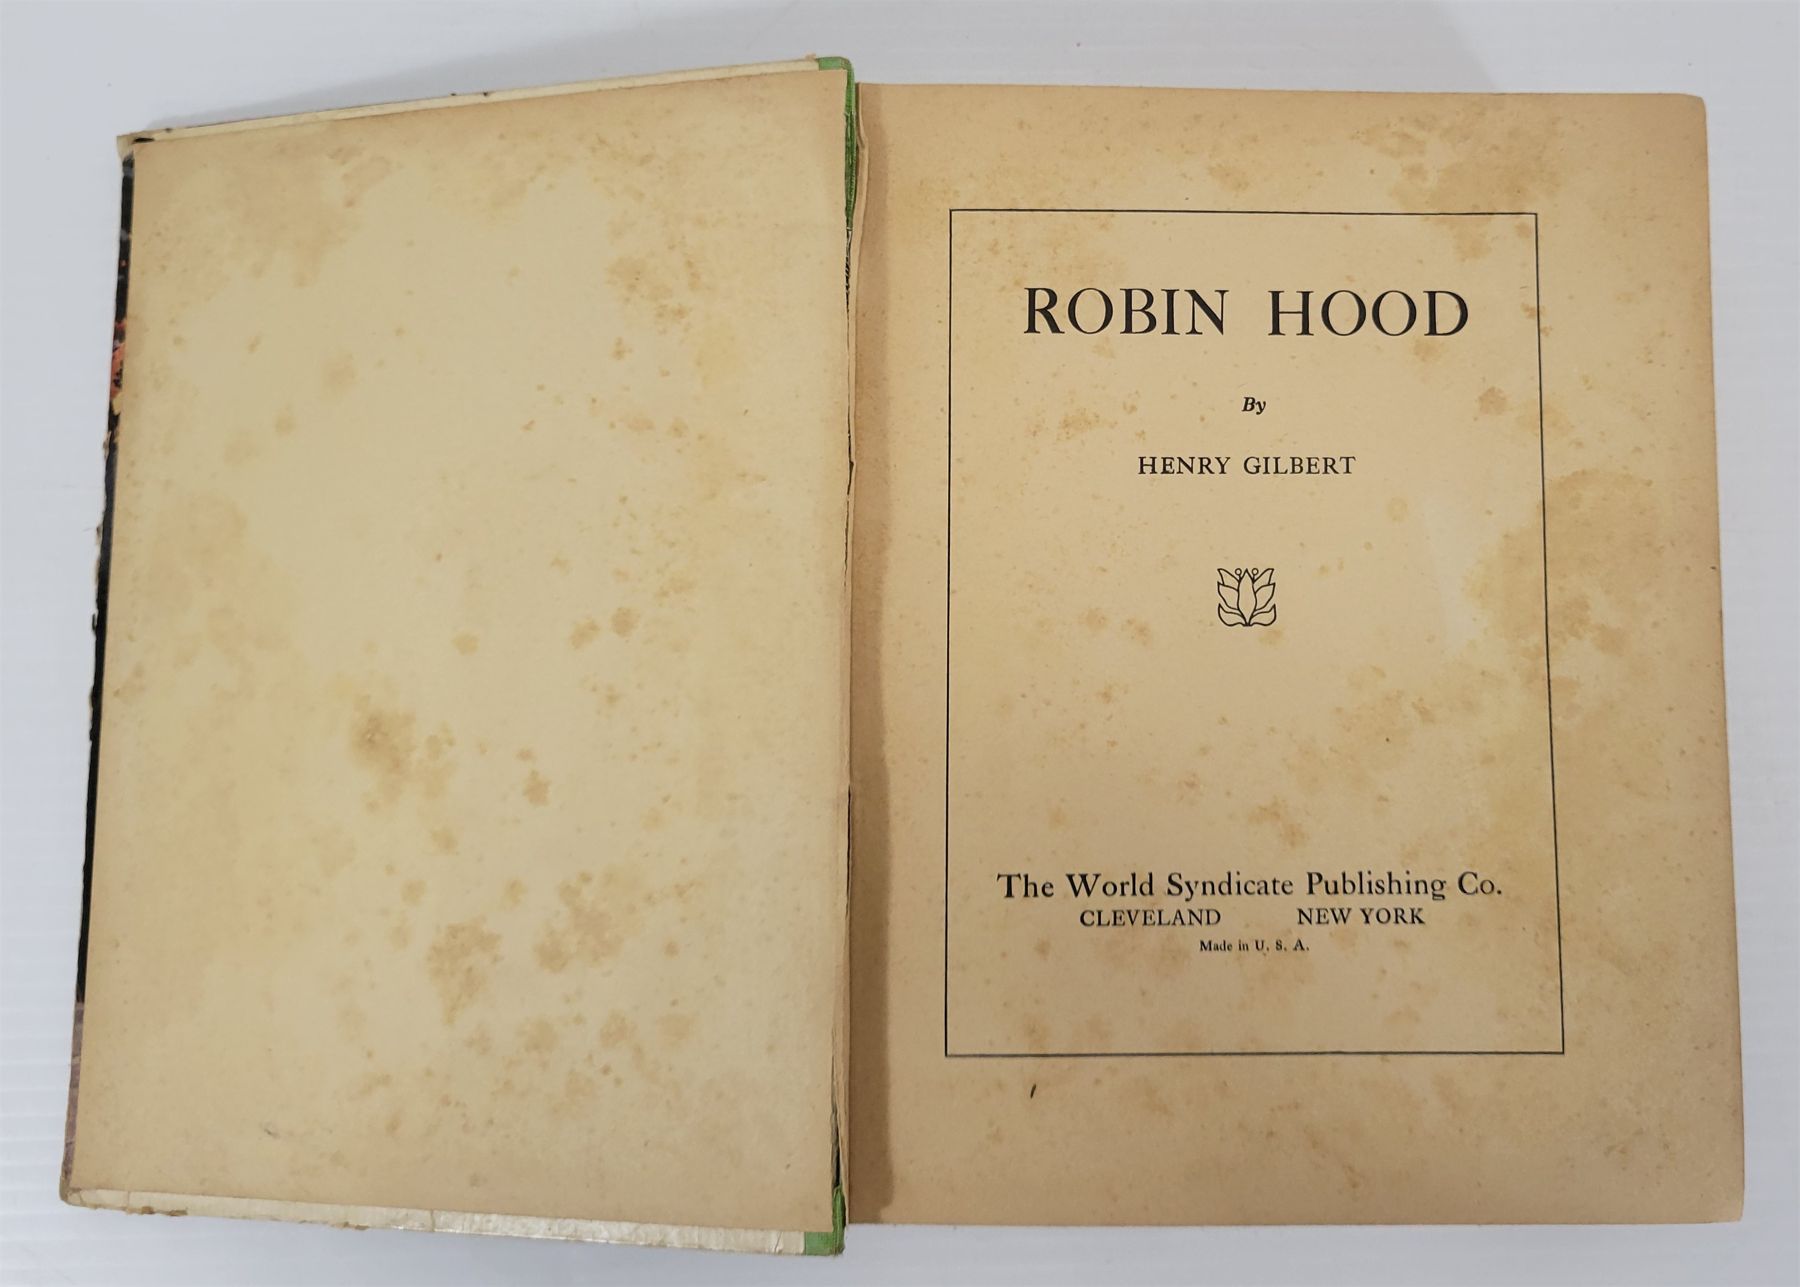 ROBIN HOOD
By
HENRY GILBERT
The World Syndicate Publishing Co.
CLEVELAND NEW YORK
Made in U. S. A.